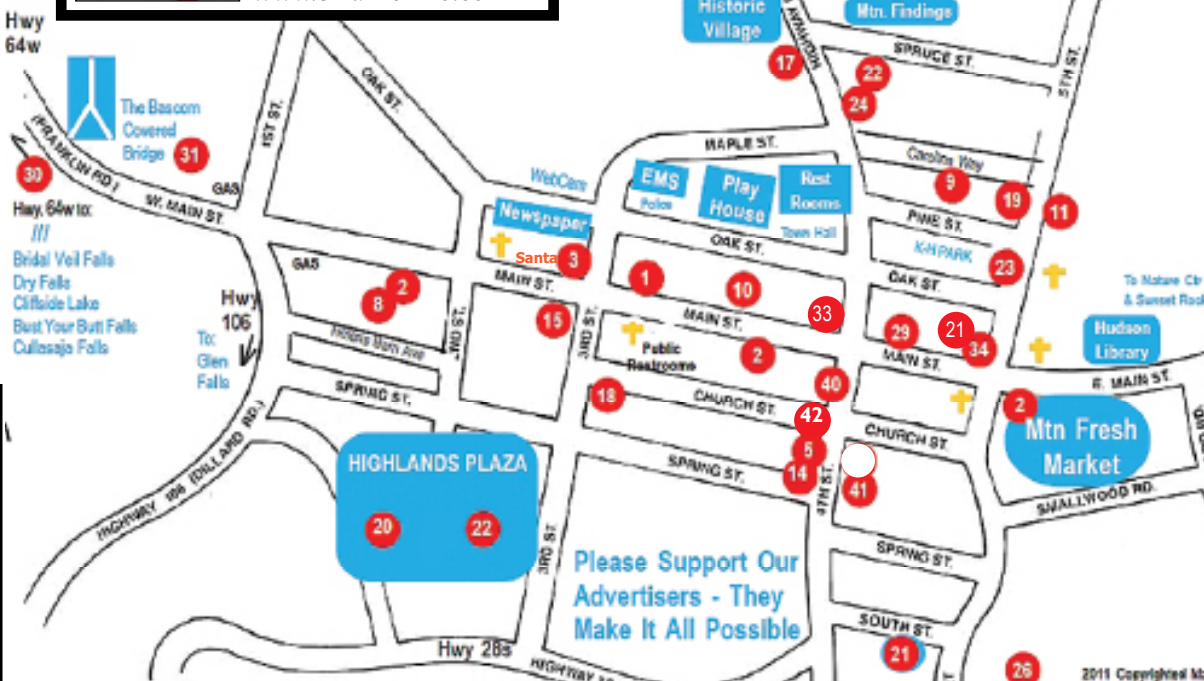 Hwy
64w
Historic
Village
Mtn. Findings
HIGHWAY
17
SPRUCE ST.
22
24
5TH ST.
OAK ST.
1ST ST.
The Bascom
Covered
Bridge
31
(FRANKLIN RD.)
30
GAS
W. MAIN ST.
Hwy. 64w to:
///
Bridal Veil Falls
Dry Falls
Cliffside Lake
Bust Your Butt Falls
Cullasaja Falls
Hwy
106
To:
Glen
Falls
MAPLE ST.
Carolina Way
9
19
11
WebCam
EMS
Police
Play
House
Rest
Rooms
Town Hall
PINE ST.
K-H PARK
23
Newspaper
Santa
3
OAK ST.
OAK ST.
To Nature Ctr
& Sunset Rock
GAS
2
8
MAIN ST.
15
1
10
33
MAIN ST.
29
21
34
MAIN ST.
Hudson
Library
2ND ST.
3RD ST.
Public
Restrooms
2
40
E. MAIN ST.
SPRING ST.
18
CHURCH ST.
42
CHURCH ST.
2
Mtn Fresh
Market
5
14
41
SPRING ST.
4TH ST.
SMALLWOOD RD.
HIGHWAY 106 (DILLARD RD.)
HIGHLANDS PLAZA
20
22
3RD ST.
Please Support Our
Advertisers - They
Make It All Possible
SPRING ST.
SOUTH ST.
21
Hwy 28s
HIGHWAY
26
2011 Copyrighted